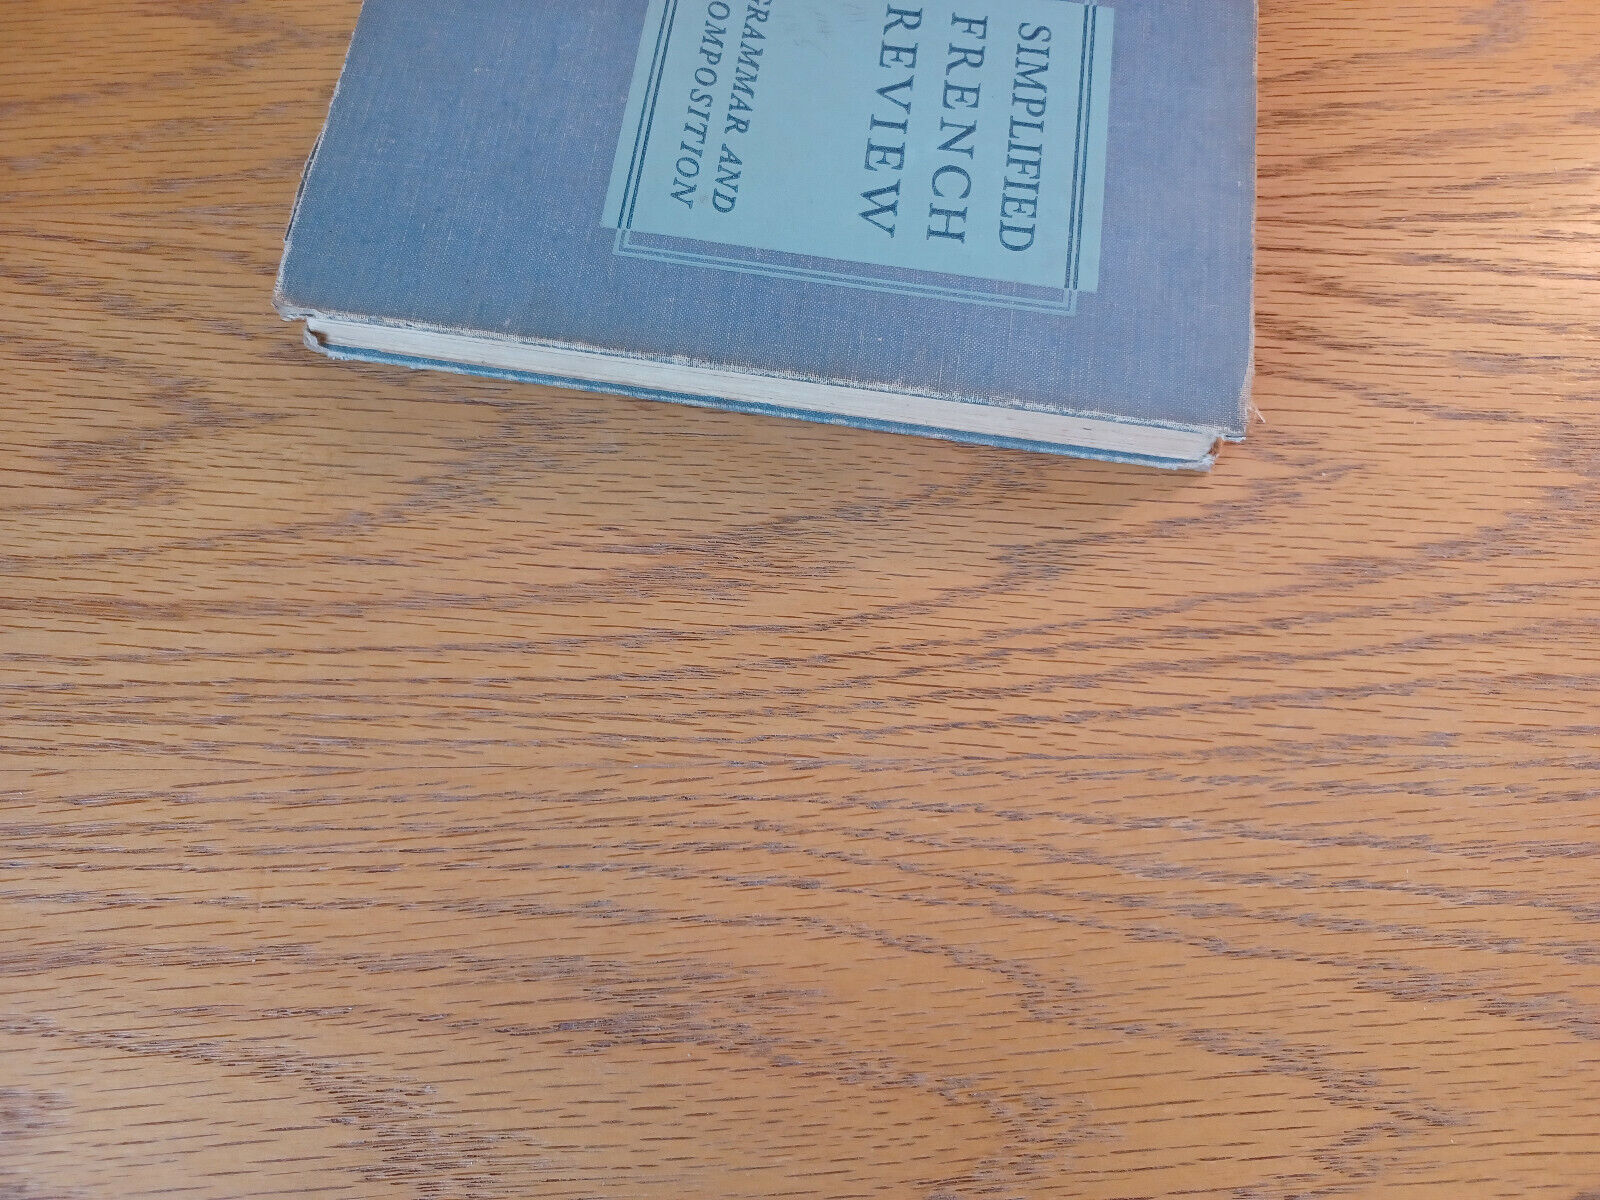 SIMPLIFIED
FRENCH
REVIEW
GRAMMAR AND
COMPOSITION